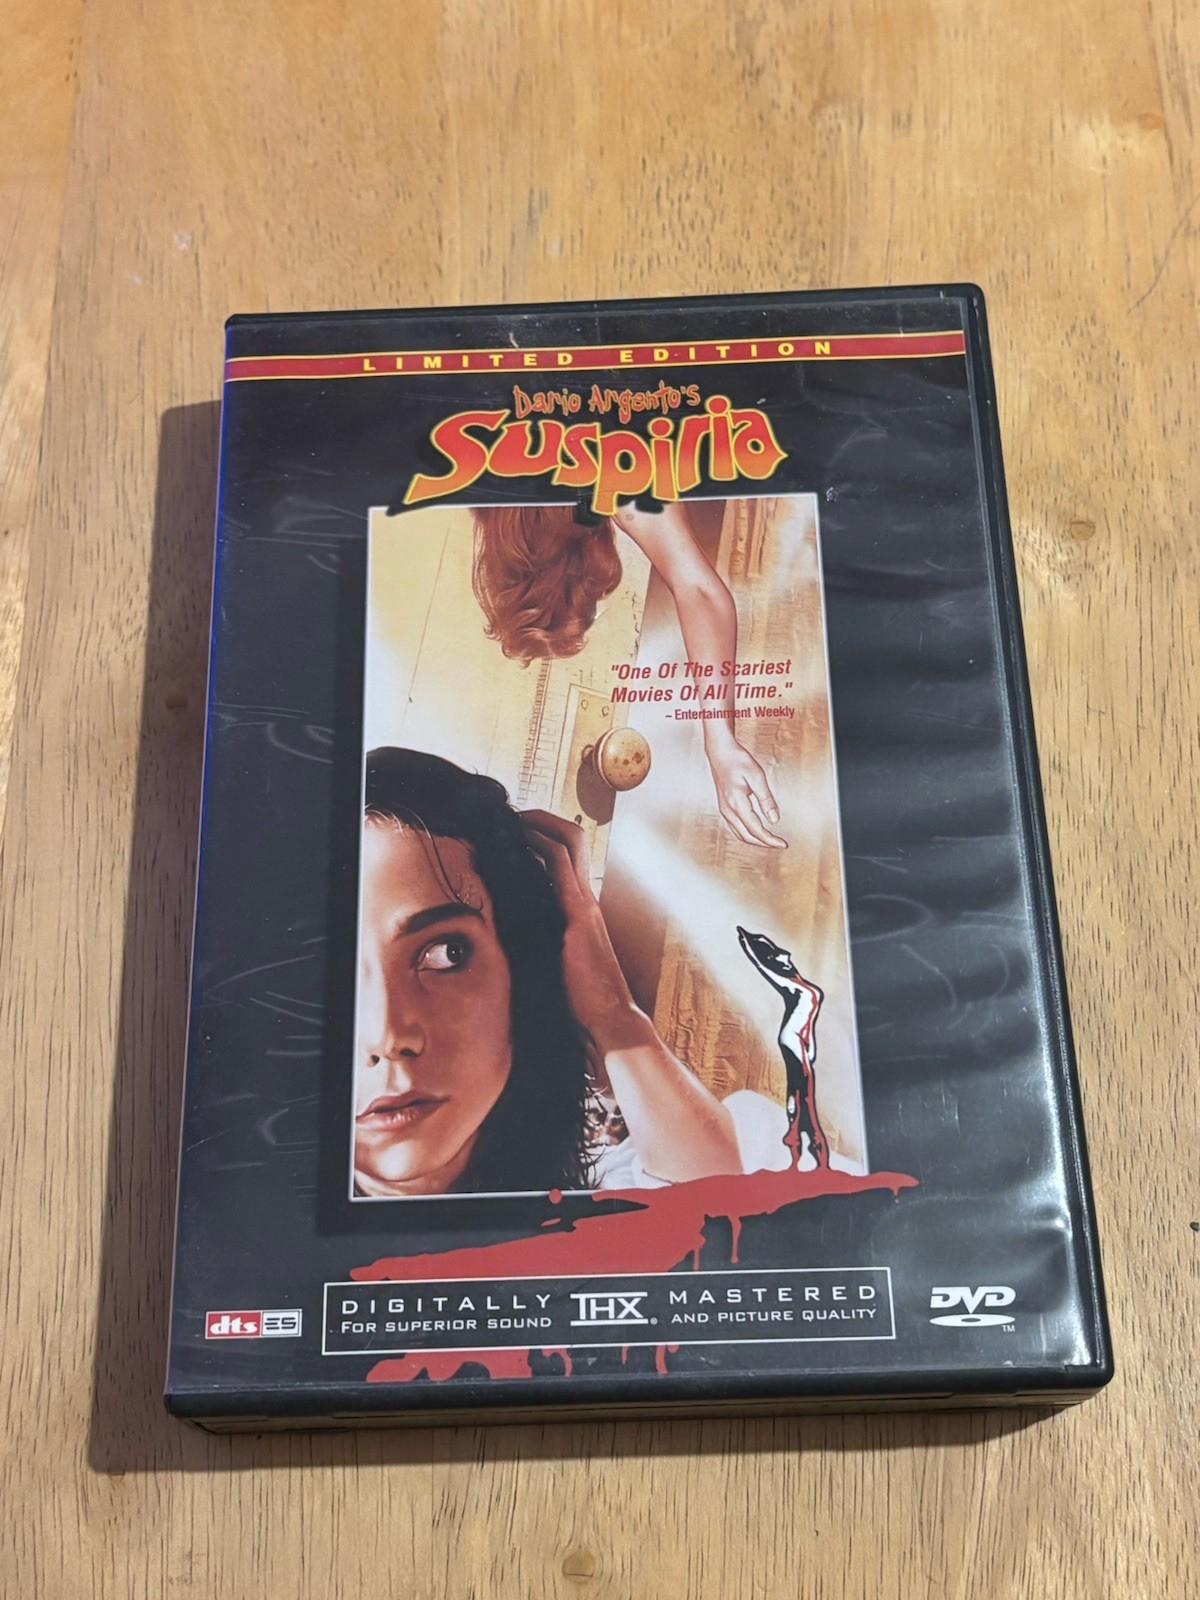 LIMITED EDITION
Dario Argento's
Suspiria
"One Of The Scariest
Movies Of All Time."
~Entertainment Weekly
dts ES
DIGITALLY THX® MASTERED
FOR SUPERIOR SOUND AND PICTURE QUALITY
DVD™